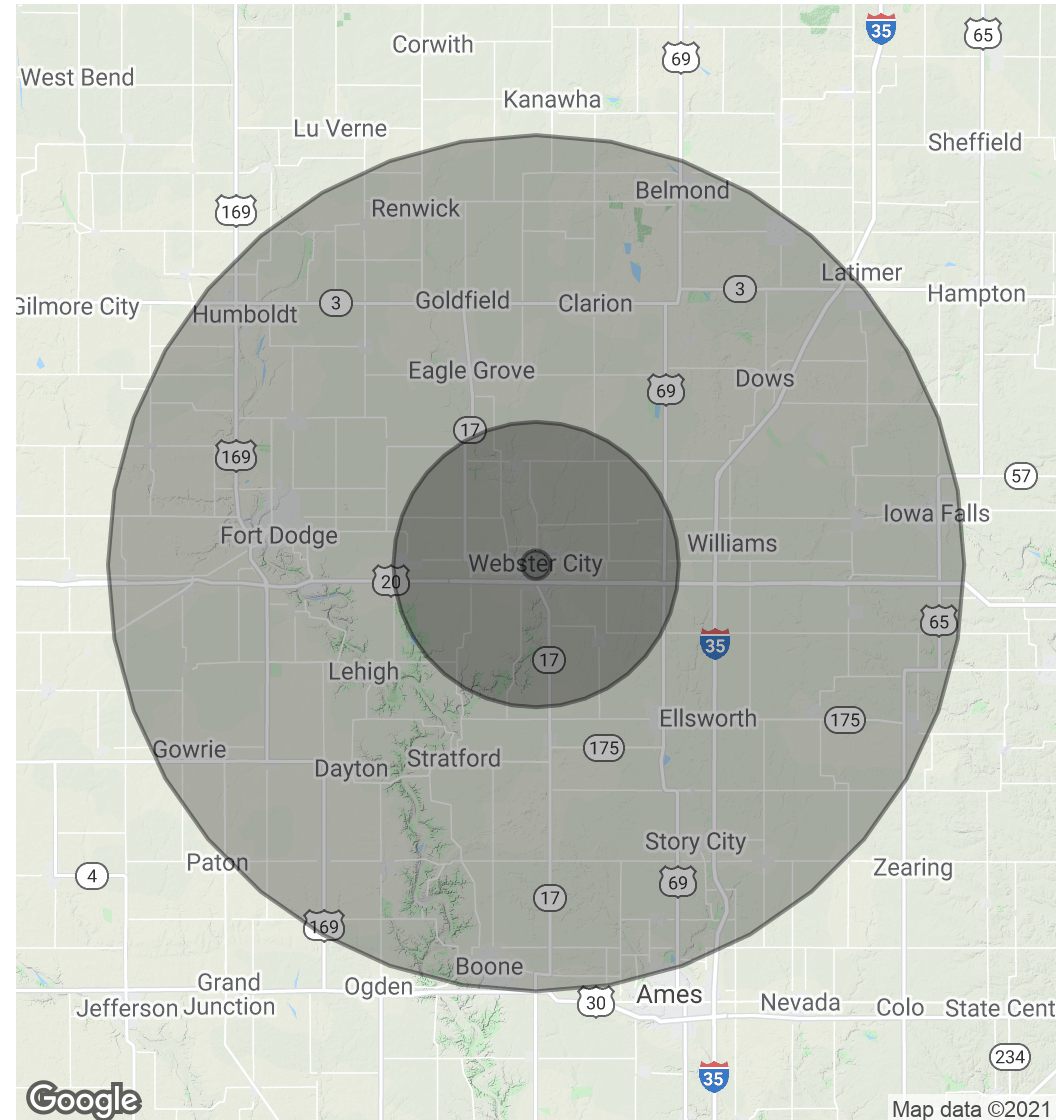 35
65
Corwith
69
West Bend
Kanawha
Lu Verne
Sheffield
Belmond
Renwick
169
Latimer
3
Hampton
Goldfield
Clarion
3
Gilmore City
Humboldt
Eagle Grove
Dows
69
17
169
57
Iowa Falls
Fort Dodge
Williams
Webster City
20
65
35
17
Lehigh
Ellsworth
175
175
Gowrie
Stratford
Dayton
Story City
Paton
Zearing
4
69
17
169
Boone
Grand
Junction
Ogden
Ames
30
Nevada
Jefferson
Colo
State Cent
234
35
Google
Map data ©2021